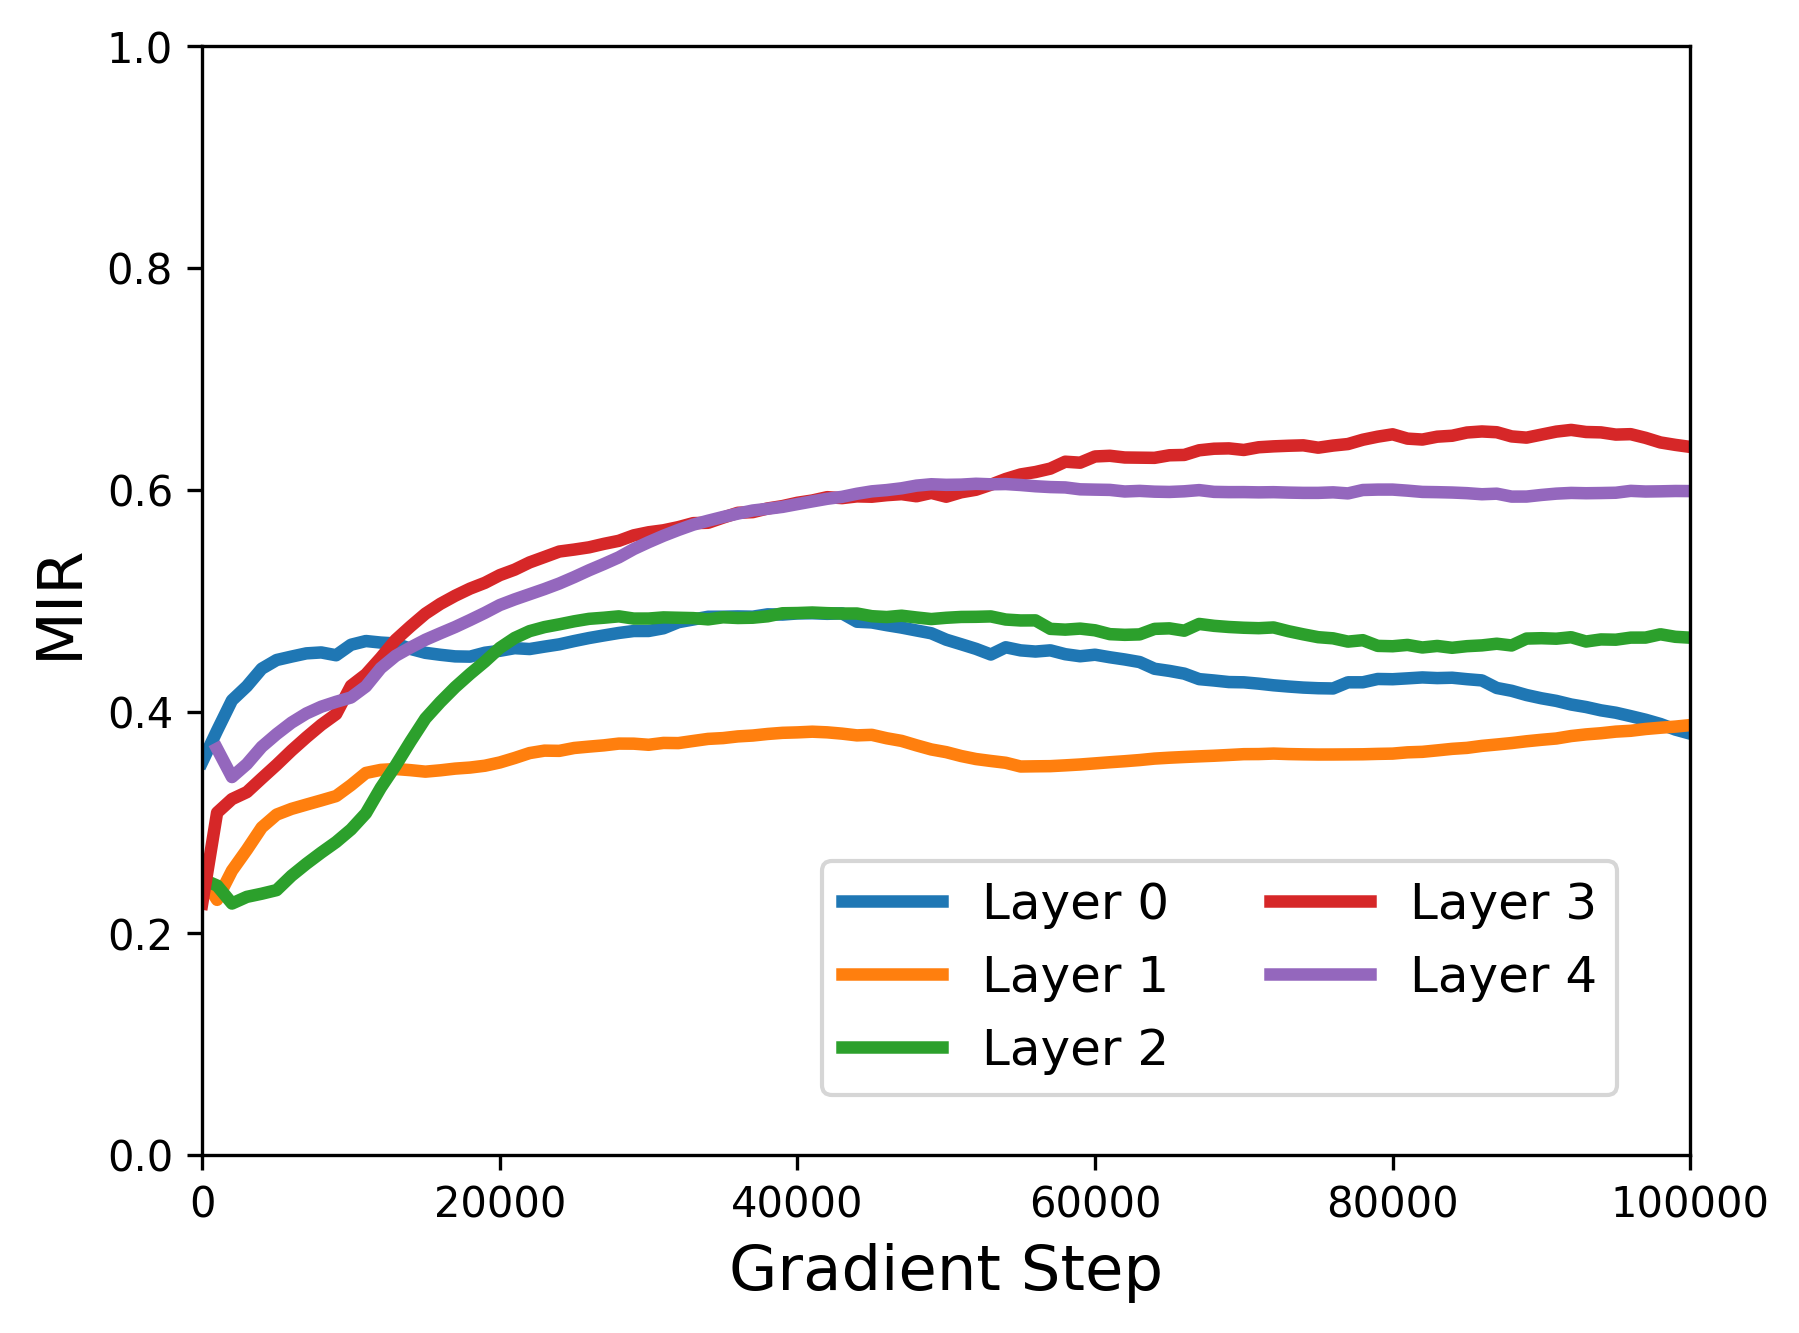 1.0
0.8
0.6
0.4
0.2
0.0
MIR
0 20000 40000 60000 80000 100000
Gradient Step
Layer 0
Layer 1
Layer 2
Layer 3
Layer 4